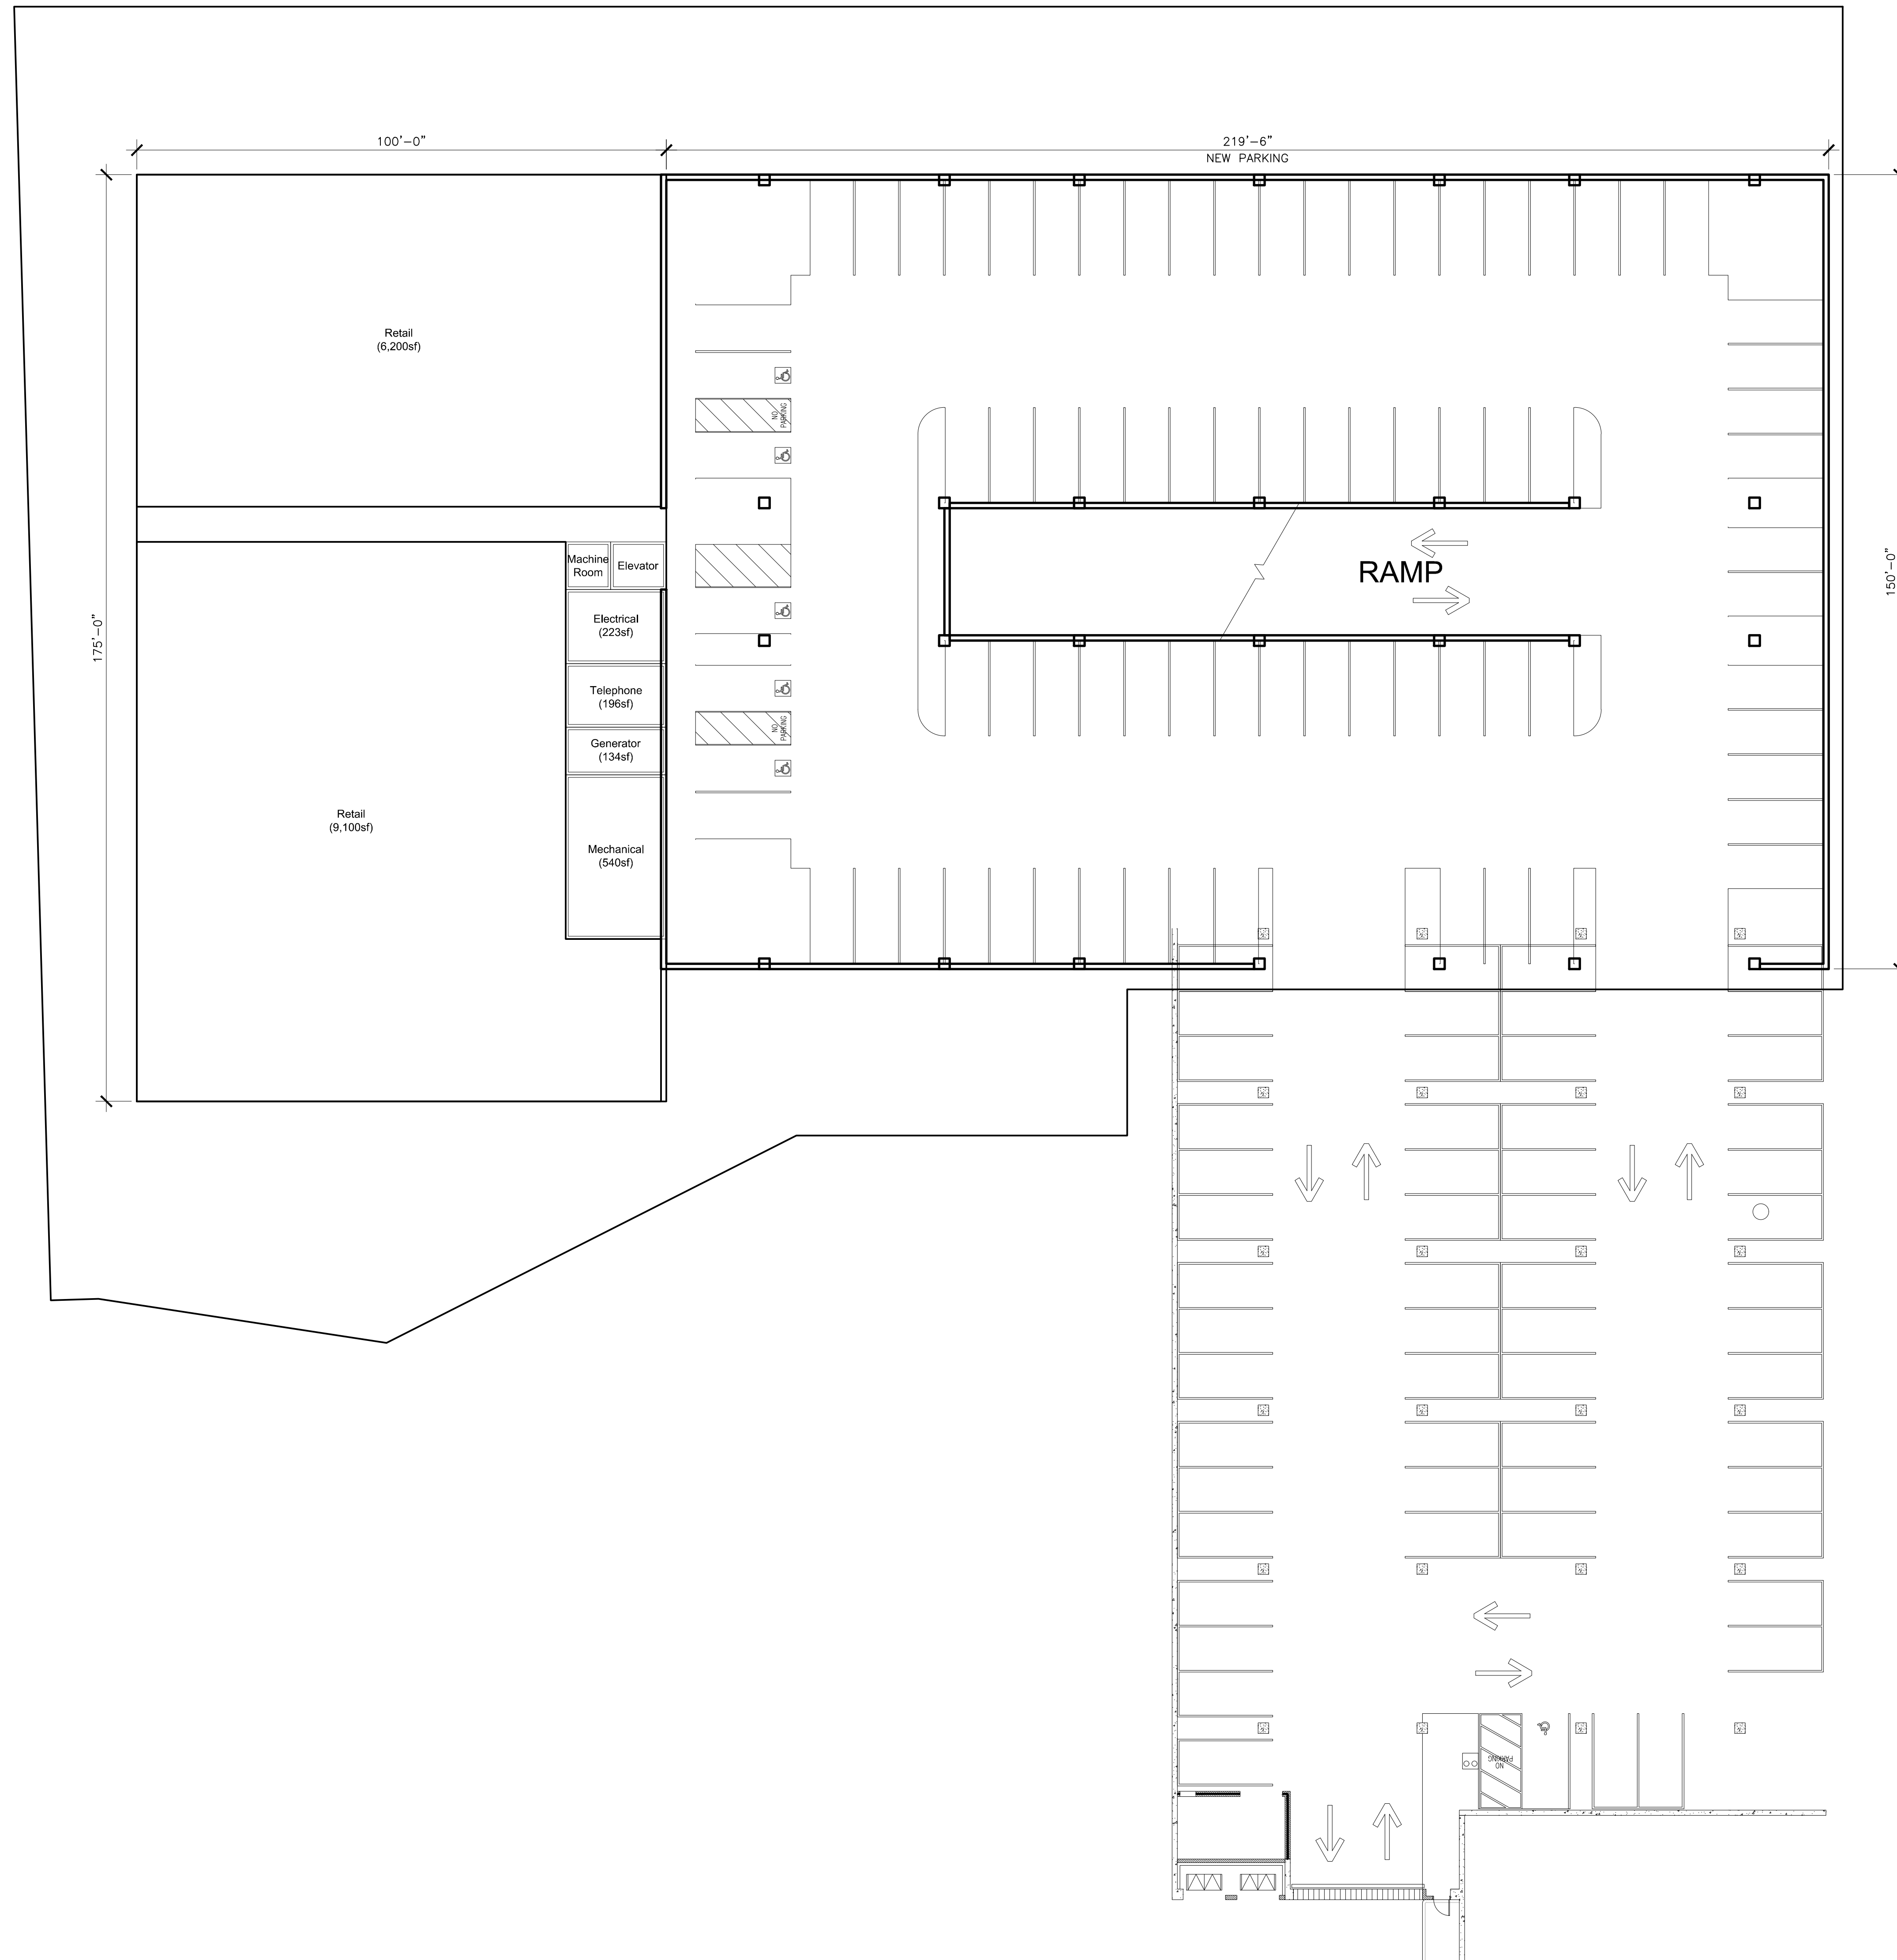 100'-0"
219'-6"
NEW PARKING
175'-0"
150'-0"
Retail
(6,200sf)
NO
PARKING
Machine
Room
Elevator
RAMP
Electrical
(223sf)
Telephone
(196sf)
Generator
(134sf)
NO
PARKING
Retail
(9,100sf)
Mechanical
(540sf)
NO
PARKING